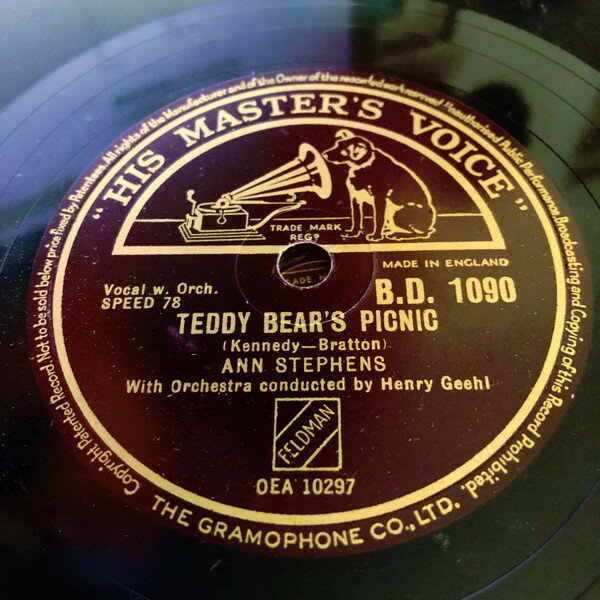 Copyright Patented Record. Not to be sold below price fixed by Patentees. All rights of the Manufacturer and of the Owner of the recorded work reserved. Unauthorised Public Performance, Broadcasting and Copying of this Record Prohibited.
"HIS MASTER'S VOICE"
TRADE MARK
REGD
MADE IN ENGLAND
Vocal w. Orch.
SPEED 78
B.D. 1090
TEDDY BEAR'S PICNIC
(Kennedy—Bratton)
ANN STEPHENS
With Orchestra conducted by Henry Geehl
FELDMAN
OEA 10297
THE GRAMOPHONE CO., LTD.